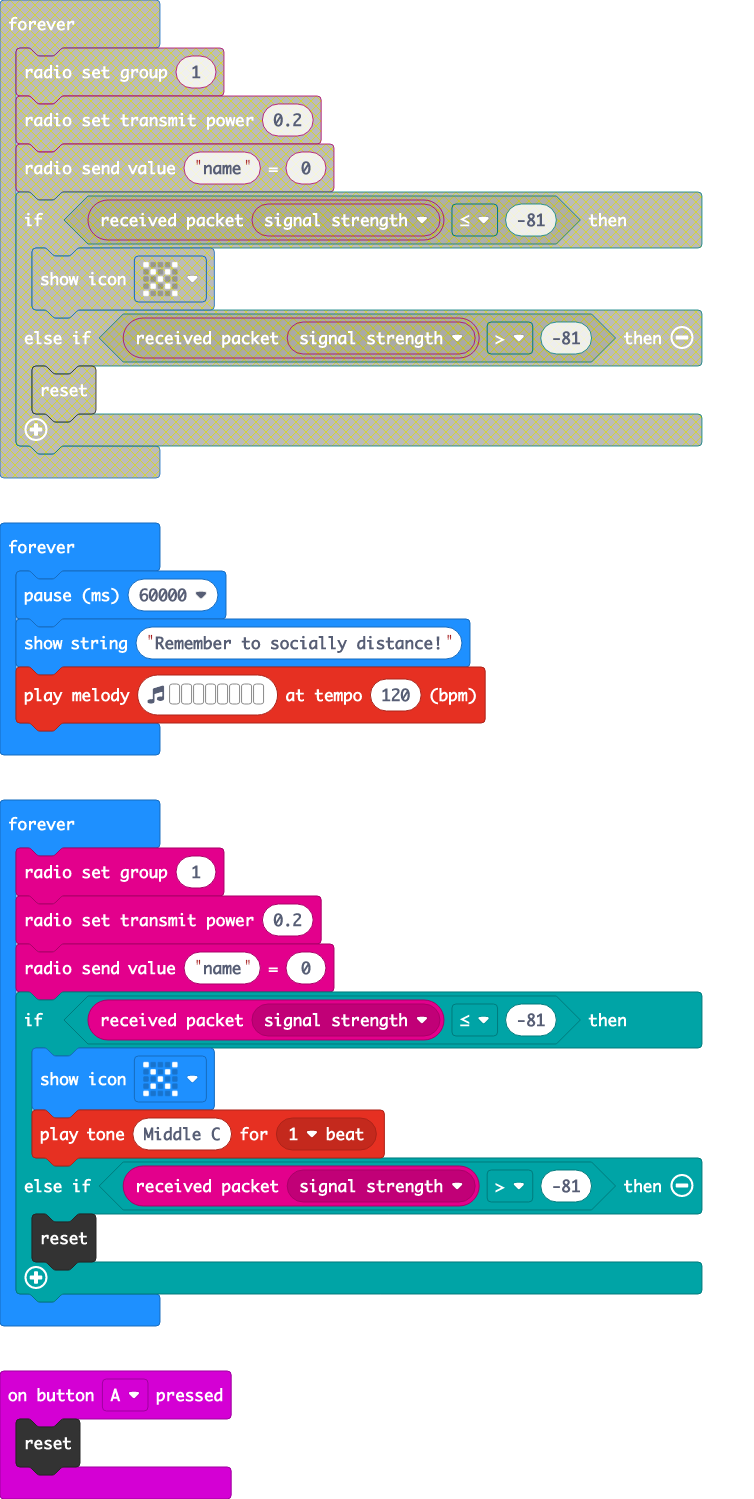 forever
radio set group 1
radio set transmit power 0.2
radio send value "name" = 0
if received packet signal strength ≤ -81 then
show icon
else if received packet signal strength > -81 then
reset
forever
pause (ms) 60000
show string "Remember to socially distance!"
play melody at tempo 120 (bpm)
forever
radio set group 1
radio set transmit power 0.2
radio send value "name" = 0
if received packet signal strength ≤ -81 then
show icon
play tone Middle C for 1 beat
else if received packet signal strength > -81 then
reset
on button A pressed
reset